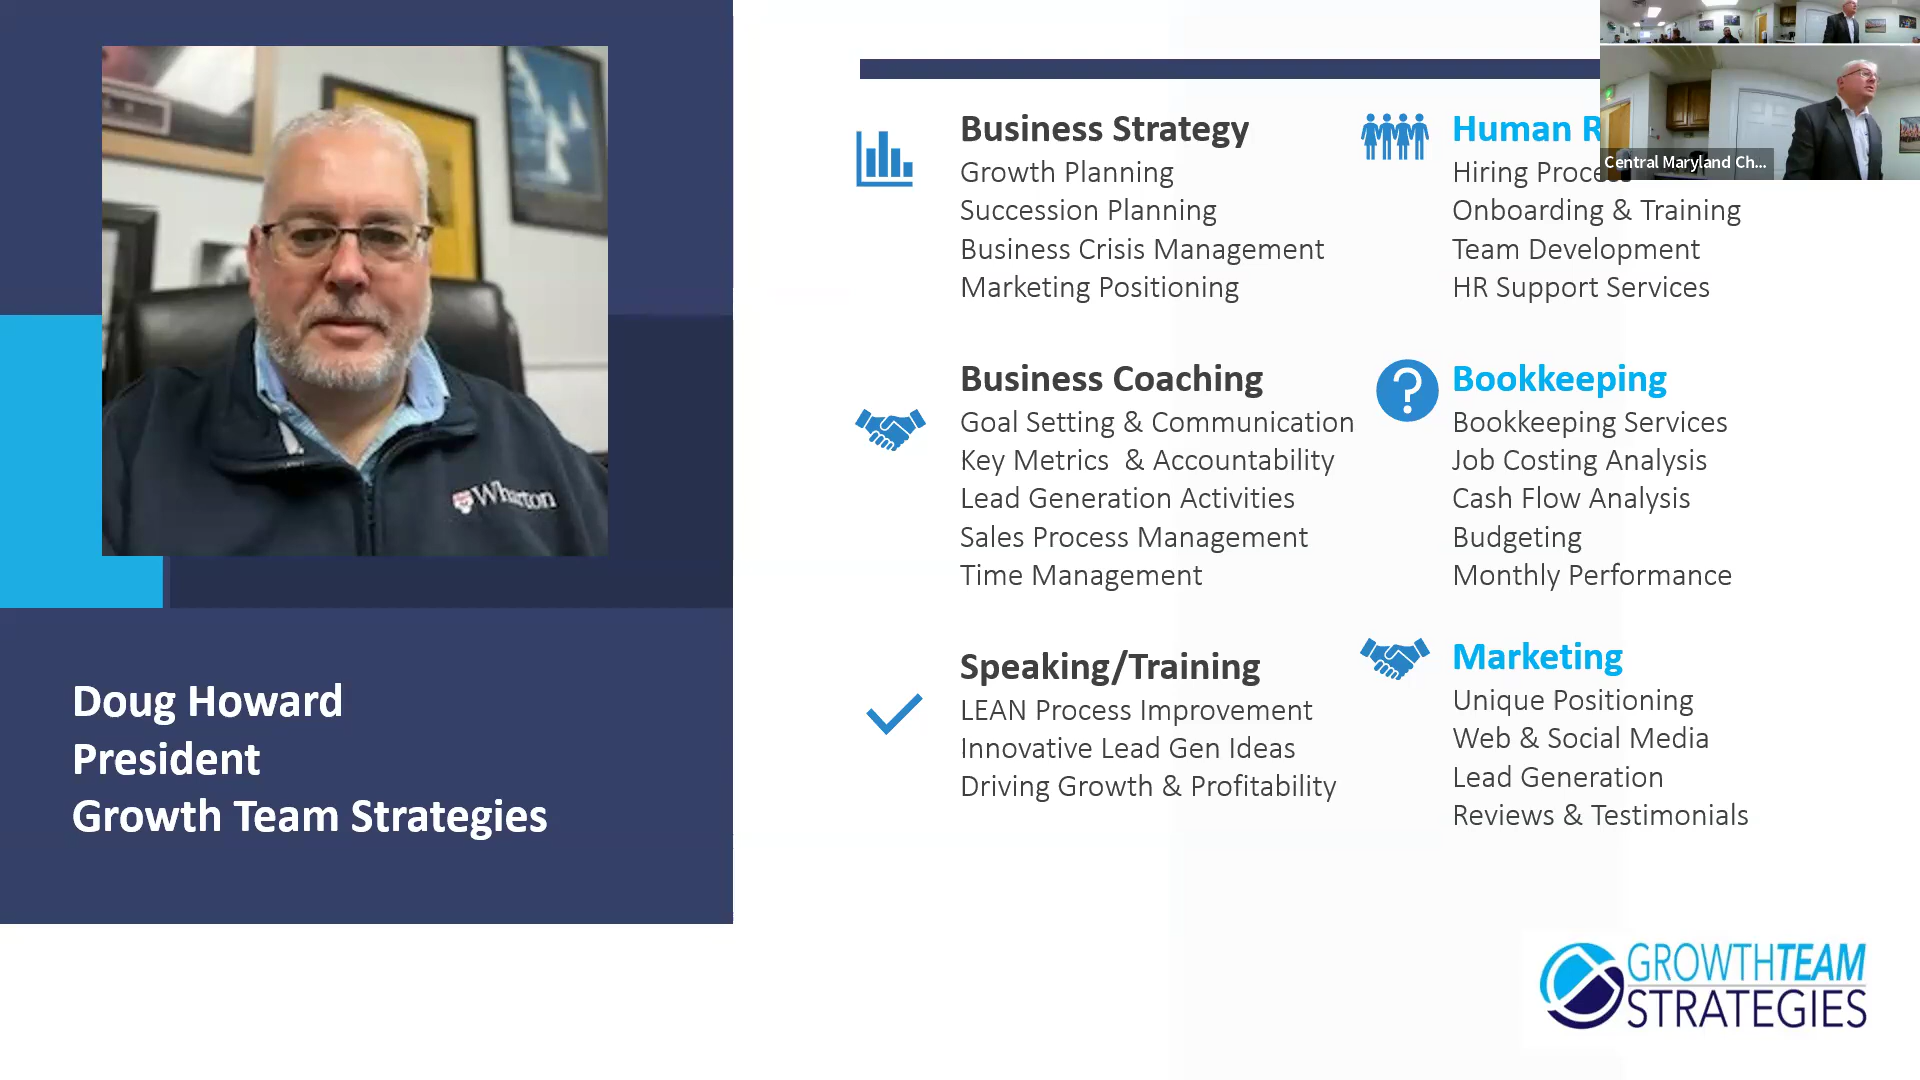 Wharton
Doug Howard
President
Growth Team Strategies
Business Strategy
Growth Planning
Succession Planning
Business Crisis Management
Marketing Positioning
Business Coaching
Goal Setting & Communication
Key Metrics & Accountability
Lead Generation Activities
Sales Process Management
Time Management
Speaking/Training
LEAN Process Improvement
Innovative Lead Gen Ideas
Driving Growth & Profitability
Human
Hiring
Onboarding & Training
Team Development
HR Support Services
Bookkeeping
Bookkeeping Services
Job Costing Analysis
Cash Flow Analysis
Budgeting
Monthly Performance
Marketing
Unique Positioning
Web & Social Media
Lead Generation
Reviews & Testimonials
Central Maryland Ch...
GROWTHTEAM
STRATEGIES